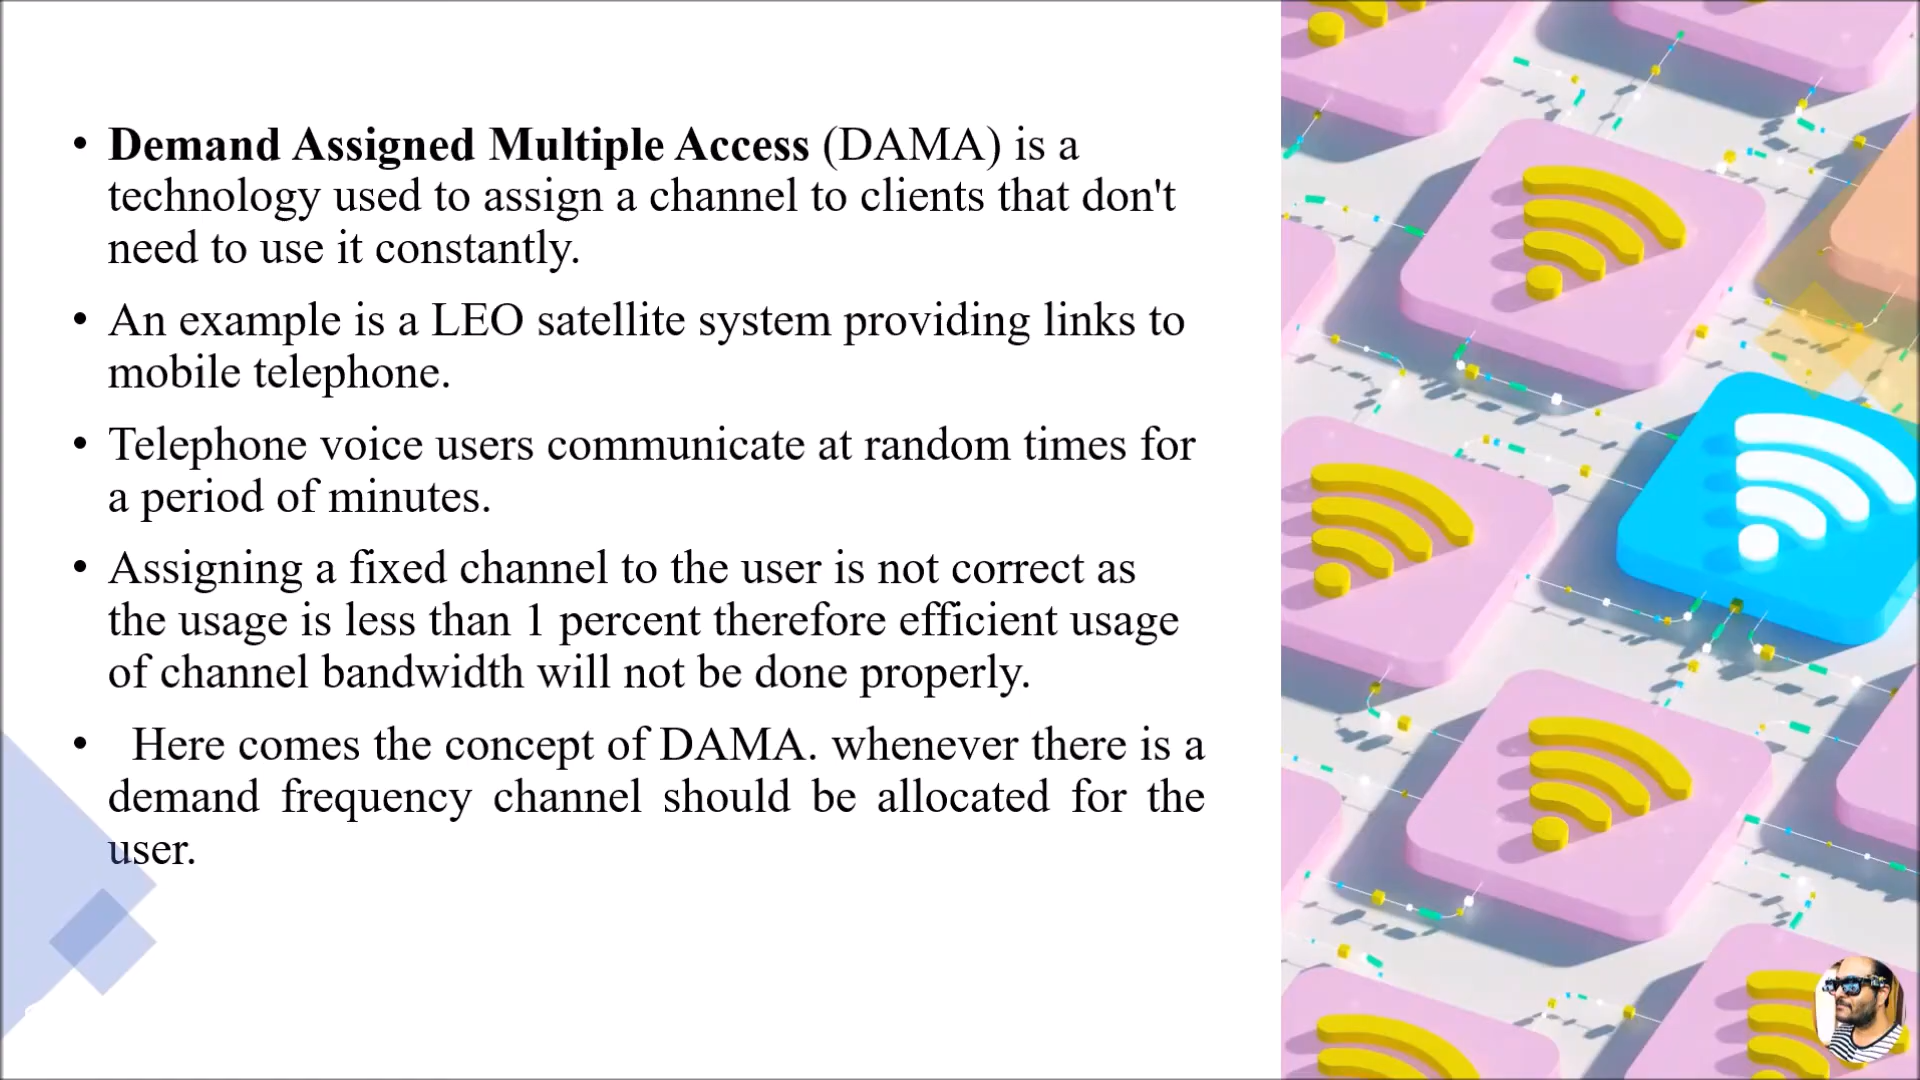 • Demand Assigned Multiple Access (DAMA) is a
technology used to assign a channel to clients that don't
need to use it constantly.
• An example is a LEO satellite system providing links to
mobile telephone.
• Telephone voice users communicate at random times for
a period of minutes.
• Assigning a fixed channel to the user is not correct as
the usage is less than 1 percent therefore efficient usage
of channel bandwidth will not be done properly.
• Here comes the concept of DAMA. whenever there is a
demand frequency channel should be allocated for the
user.